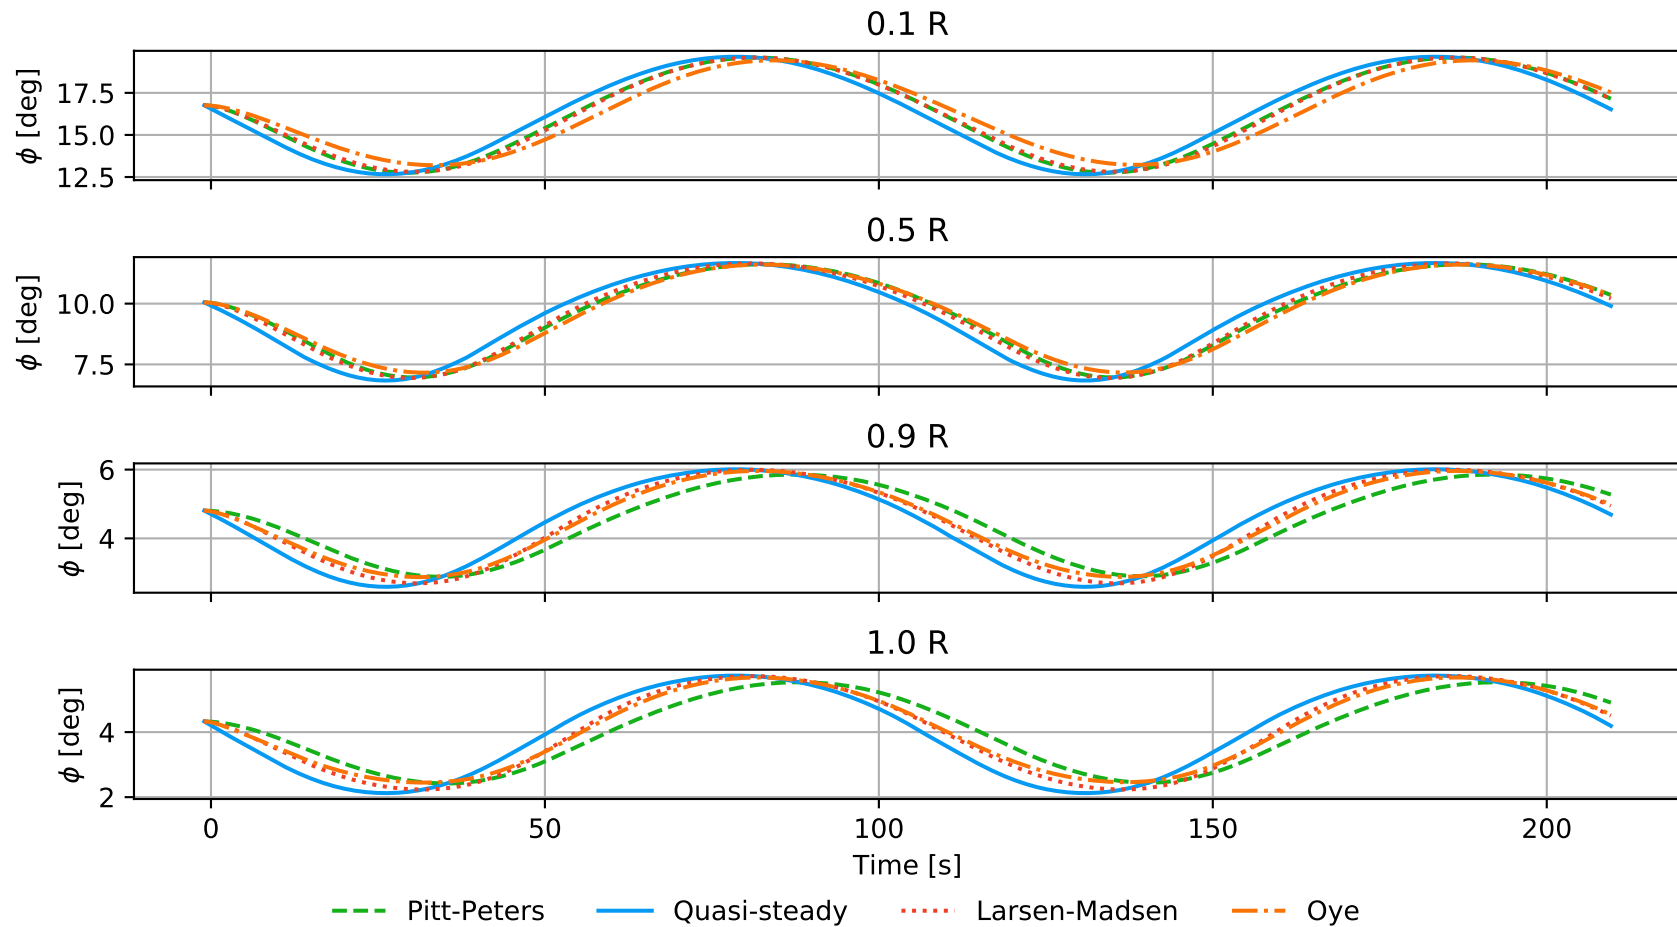 0.1 R
ϕ [deg]
17.5
15.0
12.5
0.5 R
ϕ [deg]
10.0
7.5
0.9 R
ϕ [deg]
6
4
1.0 R
ϕ [deg]
4
2
0 50 100 150 200
Time [s]
Pitt-Peters Quasi-steady Larsen-Madsen Oye